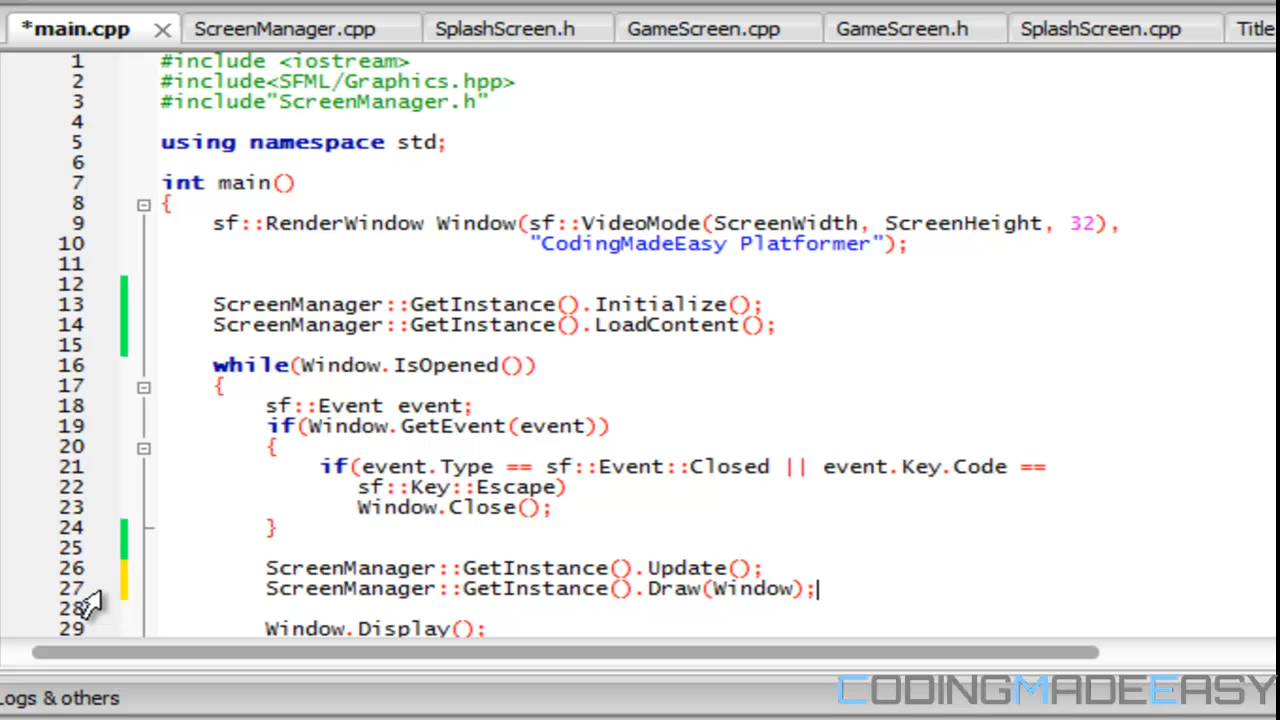 *main.cpp ScreenManager.cpp SplashScreen.h GameScreen.cpp GameScreen.h SplashScreen.cpp Title
1 #include <iostream>
2 #include<SFML/Graphics.hpp>
3 #include"ScreenManager.h"
4
5 using namespace std;
6
7 int main()
8 {
9 sf::RenderWindow Window(sf::VideoMode(ScreenWidth, ScreenHeight, 32),
10 "CodingMadeEasy Platformer");
11
12
13 ScreenManager::GetInstance().Initialize();
14 ScreenManager::GetInstance().LoadContent();
15
16 while(Window.IsOpened())
17 {
18 sf::Event event;
19 if(Window.GetEvent(event))
20 {
21 if(event.Type == sf::Event::Closed || event.Key.Code ==
22 sf::Key::Escape)
23 Window.Close();
24 }
25
26 ScreenManager::GetInstance().Update();
27 ScreenManager::GetInstance().Draw(Window);
28
29 Window.Display();
Logs & others
CODINGMADEEASY